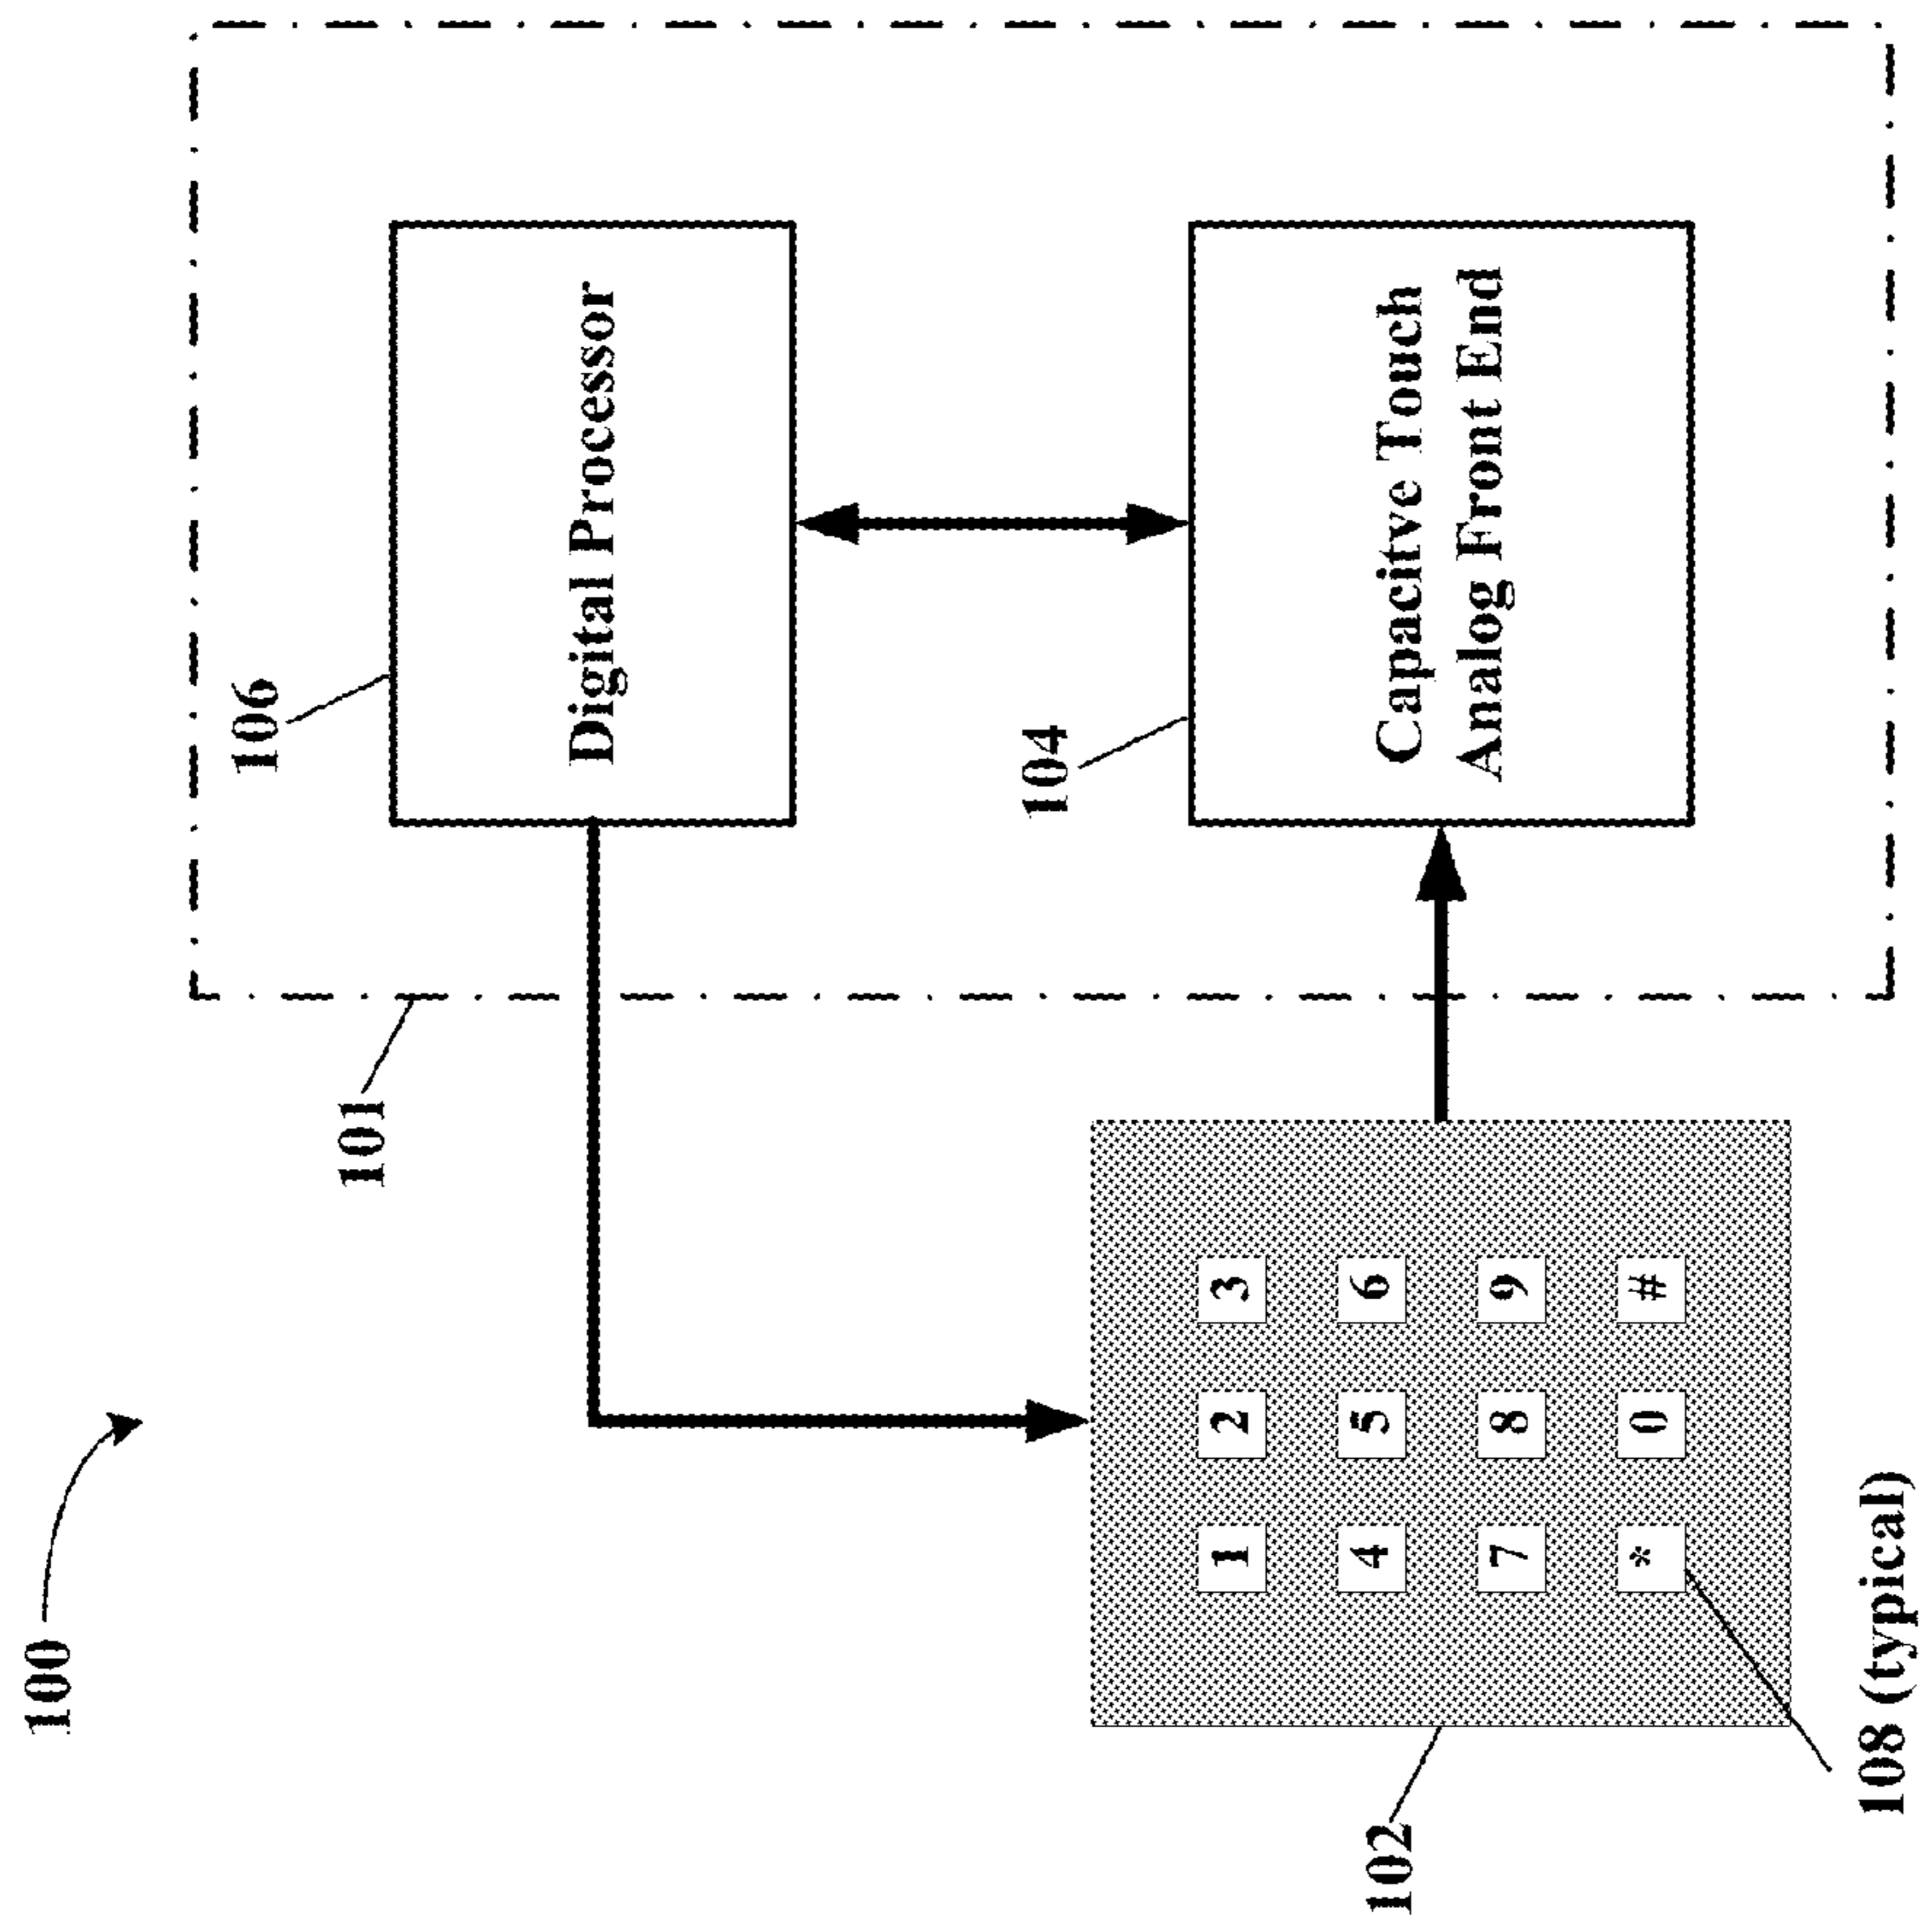 100
101
106
Digital Processor
104
Capacitve Touch
Analog Front End
1 2 3
4 5 6
7 8 9
* 0 #
102
108 (typical)